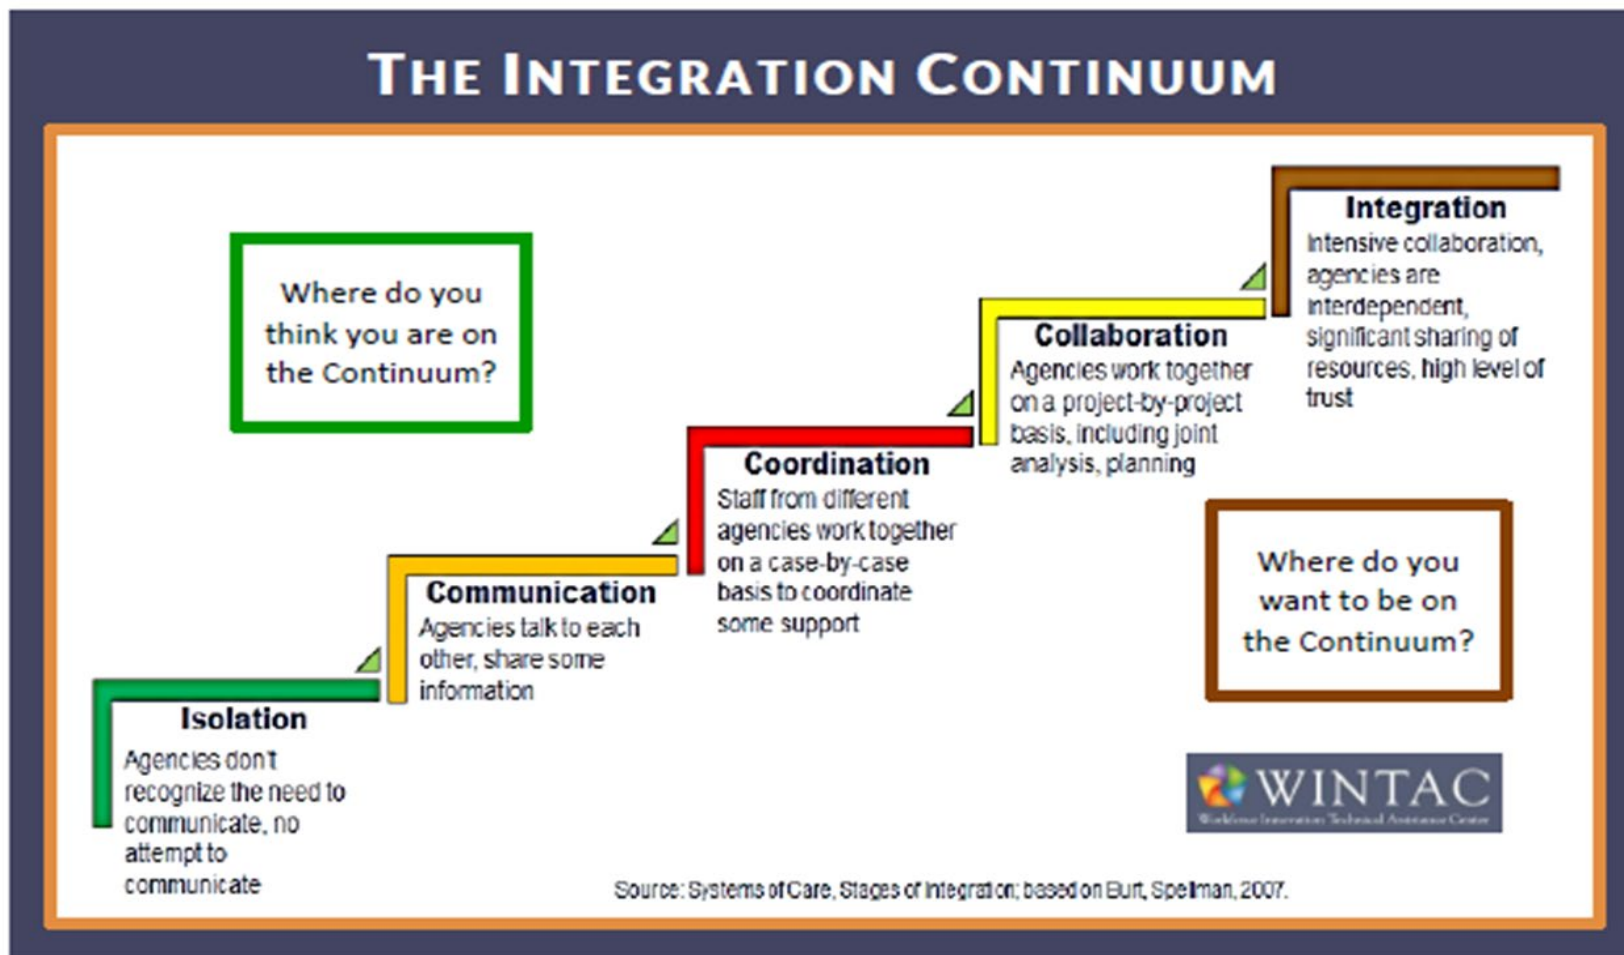 THE INTEGRATION CONTINUUM
Where do you
think you are on
the Continuum?
Integration
Intensive collaboration,
agencies are
interdependent,
significant sharing of
resources, high level of
trust
Collaboration
Agencies work together
on a project-by-project
basis, including joint
analysis, planning
Coordination
Staff from different
agencies work together
on a case-by-case
basis to coordinate
some support
Communication
Agencies talk to each
other, share some
information
Isolation
Agencies don't
recognize the need to
communicate, no
attempt to
communicate
Where do you
want to be on
the Continuum?
WINTAC
Workforce Innovation Technical Assistance Center
Source: Systems of Care, Stages of Integration; based on Burt, Spellman, 2007.